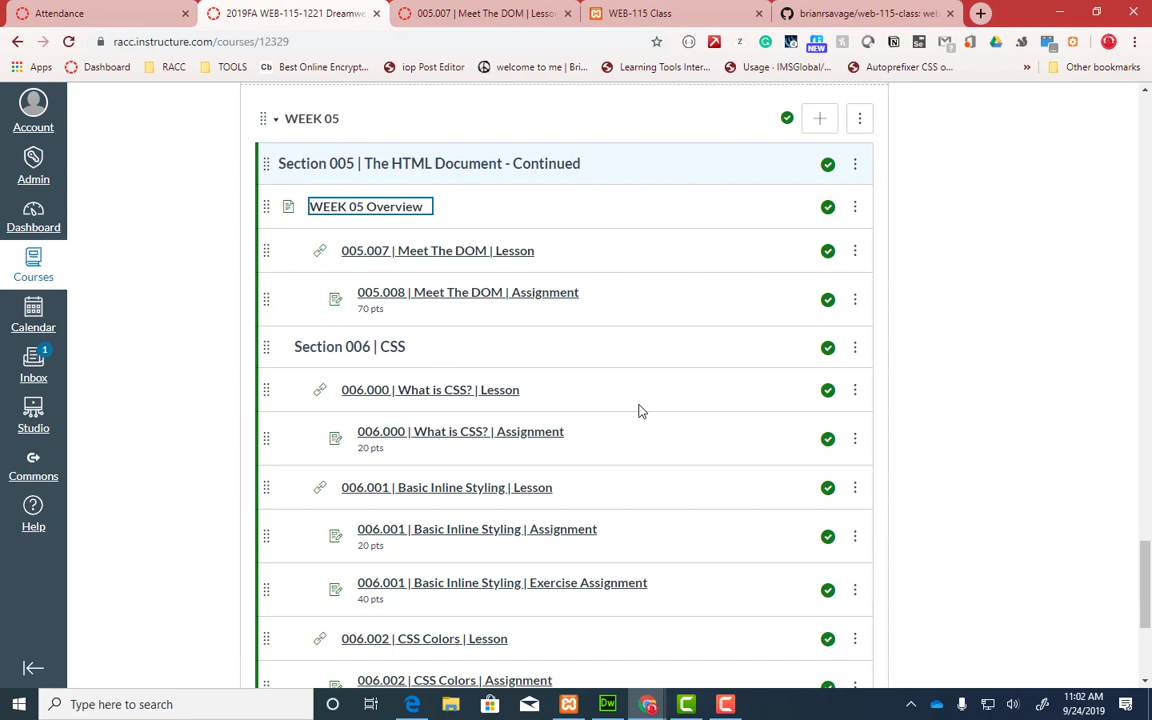 Attendance
2019FA WEB-115-1221 Dreamwe
005.007 | Meet The DOM | Lesso
WEB-115 Class
brianrsavage/web-115-class: web
racc.instructure.com/courses/12329
NEW
Apps
Dashboard
RACC
TOOLS
Cb
Best Online Encrypt...
iop Post Editor
welcome to me | Bri...
Learning Tools Inter...
Usage · IMSGlobal/...
Autoprefixer CSS o...
»
Other bookmarks
Account
Admin
Dashboard
Courses
Calendar
1
Inbox
Studio
Commons
Help
WEEK 05
Section 005 | The HTML Document - Continued
WEEK 05 Overview
005.007 | Meet The DOM | Lesson
005.008 | Meet The DOM | Assignment
70 pts
Section 006 | CSS
006.000 | What is CSS? | Lesson
006.000 | What is CSS? | Assignment
20 pts
006.001 | Basic Inline Styling | Lesson
006.001 | Basic Inline Styling | Assignment
20 pts
006.001 | Basic Inline Styling | Exercise Assignment
40 pts
006.002 | CSS Colors | Lesson
006.002 | CSS Colors | Assignment
Type here to search
Dw
11:02 AM
9/24/2019